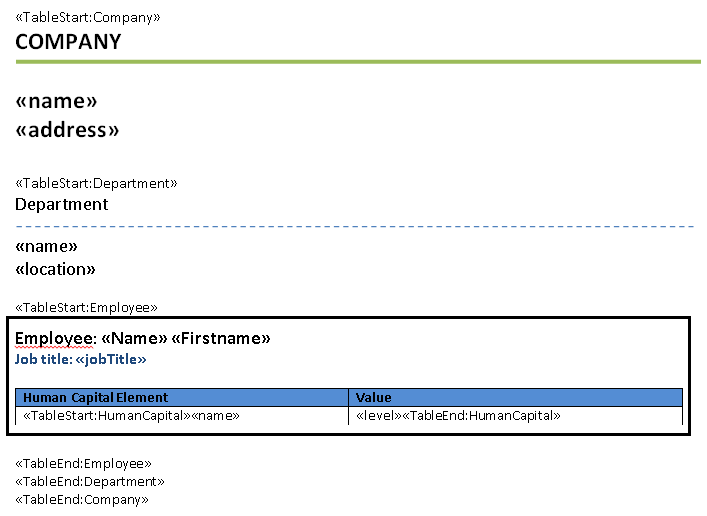 «TableStart:Company»
COMPANY
«name»
«address»
«TableStart:Department»
Department
«name»
«location»
«TableStart:Employee»
Employee: «Name» «Firstname»
Job title: «jobTitle»
Human Capital Element Value
«TableStart:HumanCapital»«name» «level»«TableEnd:HumanCapital»
«TableEnd:Employee»
«TableEnd:Department»
«TableEnd:Company»